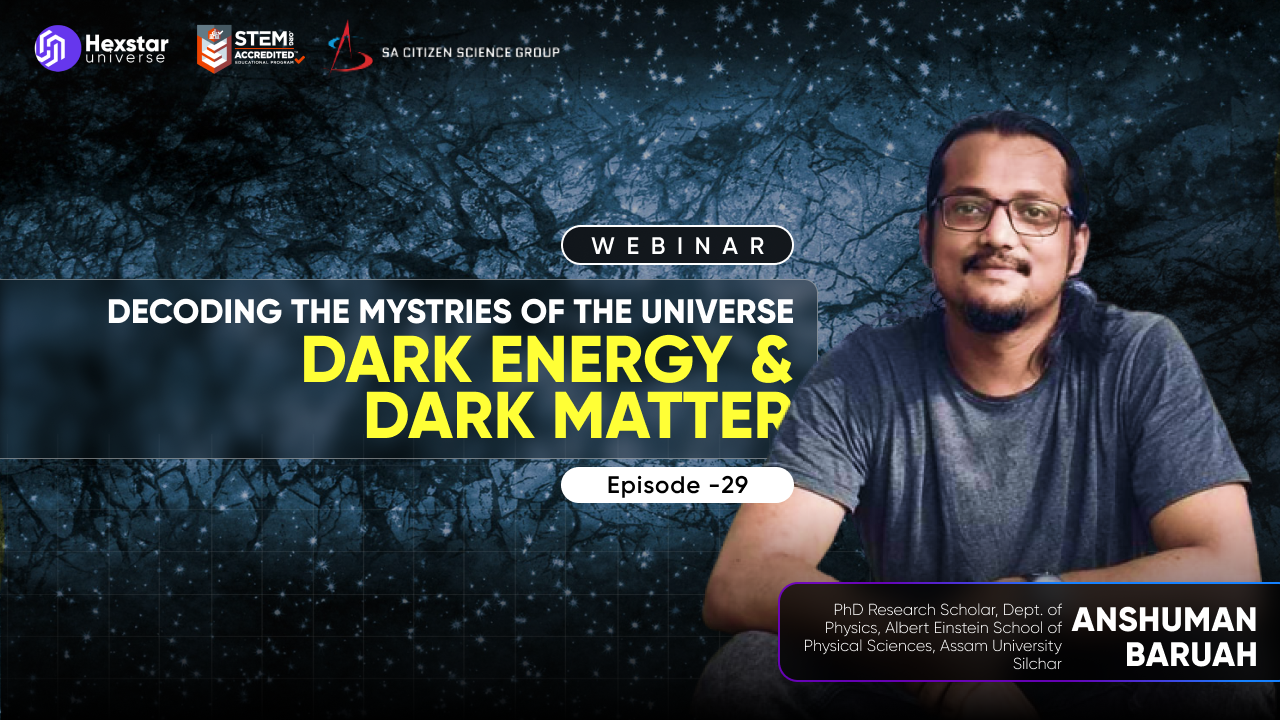 Hexstar
universe
STEM.ORG
ACCREDITED™
EDUCATIONAL PROGRAM
SA CITIZEN SCIENCE GROUP
WEBINAR
DECODING THE MYSTRIES OF THE UNIVERSE
DARK ENERGY &
DARK MATTER
Episode -29
PhD Research Scholar, Dept. of
Physics, Albert Einstein School of
Physical Sciences, Assam University
Silchar
ANSHUMAN
BARUAH